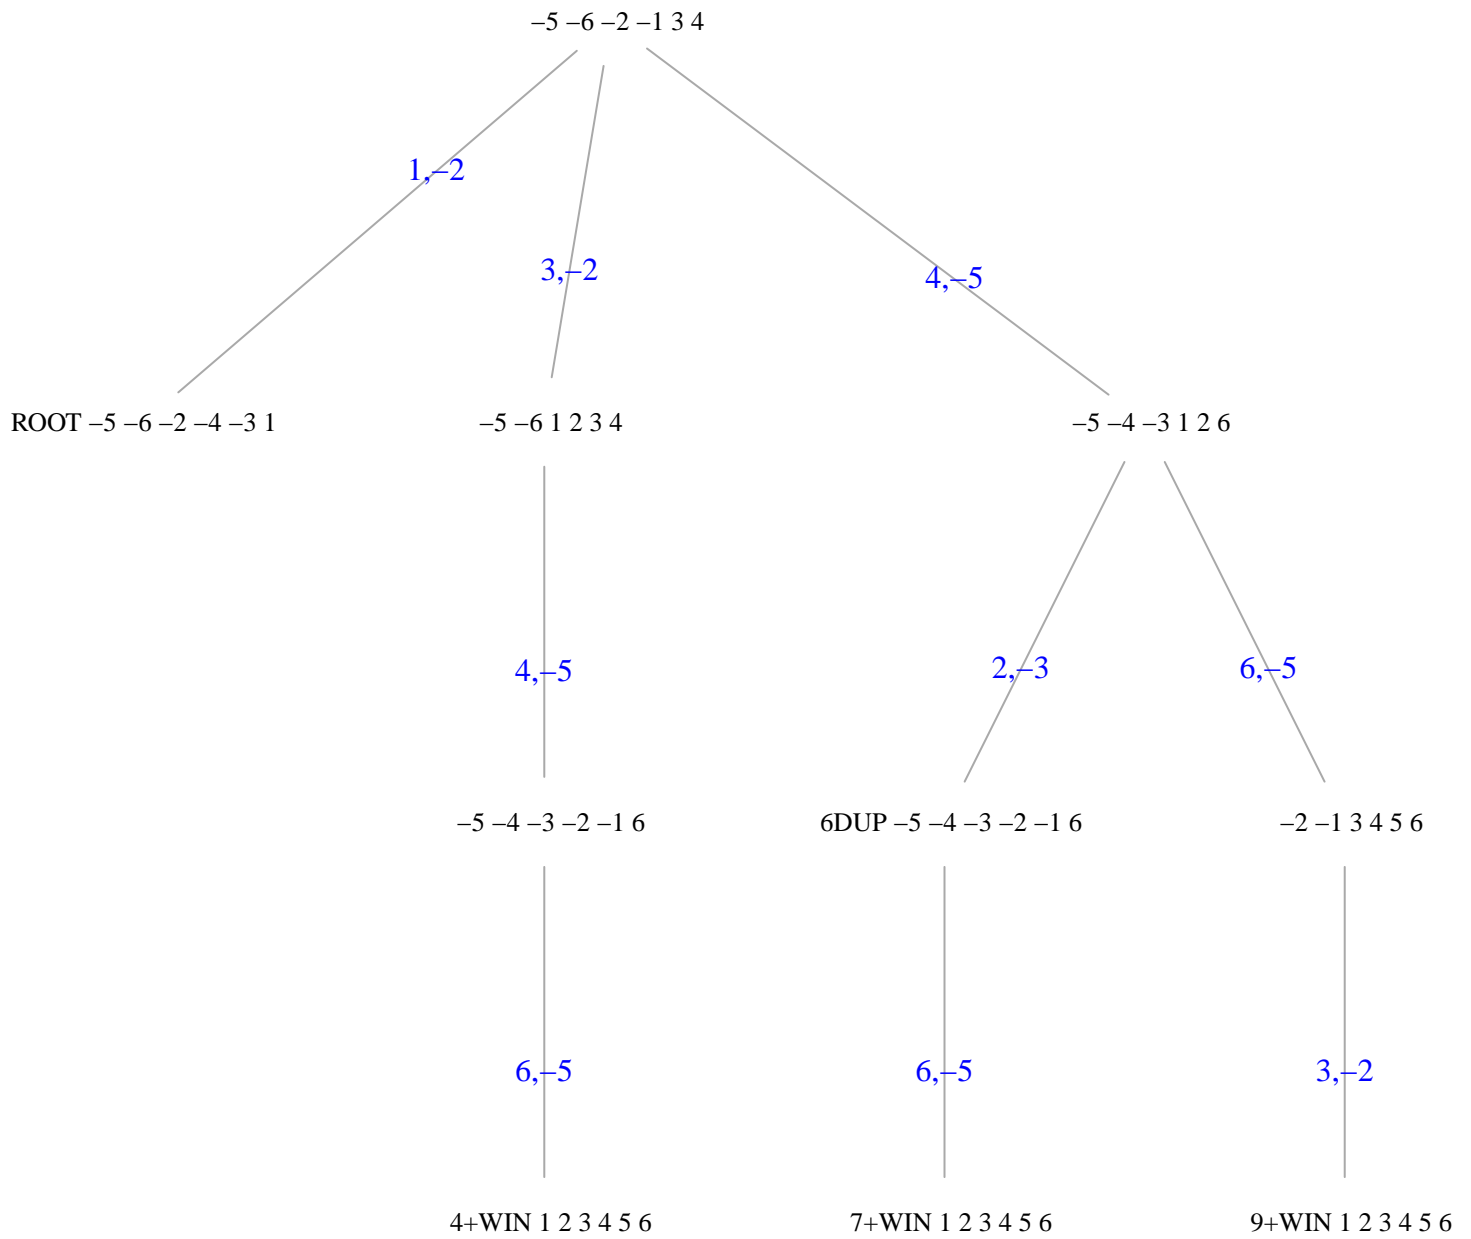 –5 –6 –2 –1 3 4
1,–2
3,–2
4,–5
ROOT –5 –6 –2 –4 –3 1
–5 –6 1 2 3 4
–5 –4 –3 1 2 6
4,–5
2,–3
6,–5
–5 –4 –3 –2 –1 6
6DUP –5 –4 –3 –2 –1 6
–2 –1 3 4 5 6
6,–5
6,–5
3,–2
4+WIN 1 2 3 4 5 6
7+WIN 1 2 3 4 5 6
9+WIN 1 2 3 4 5 6